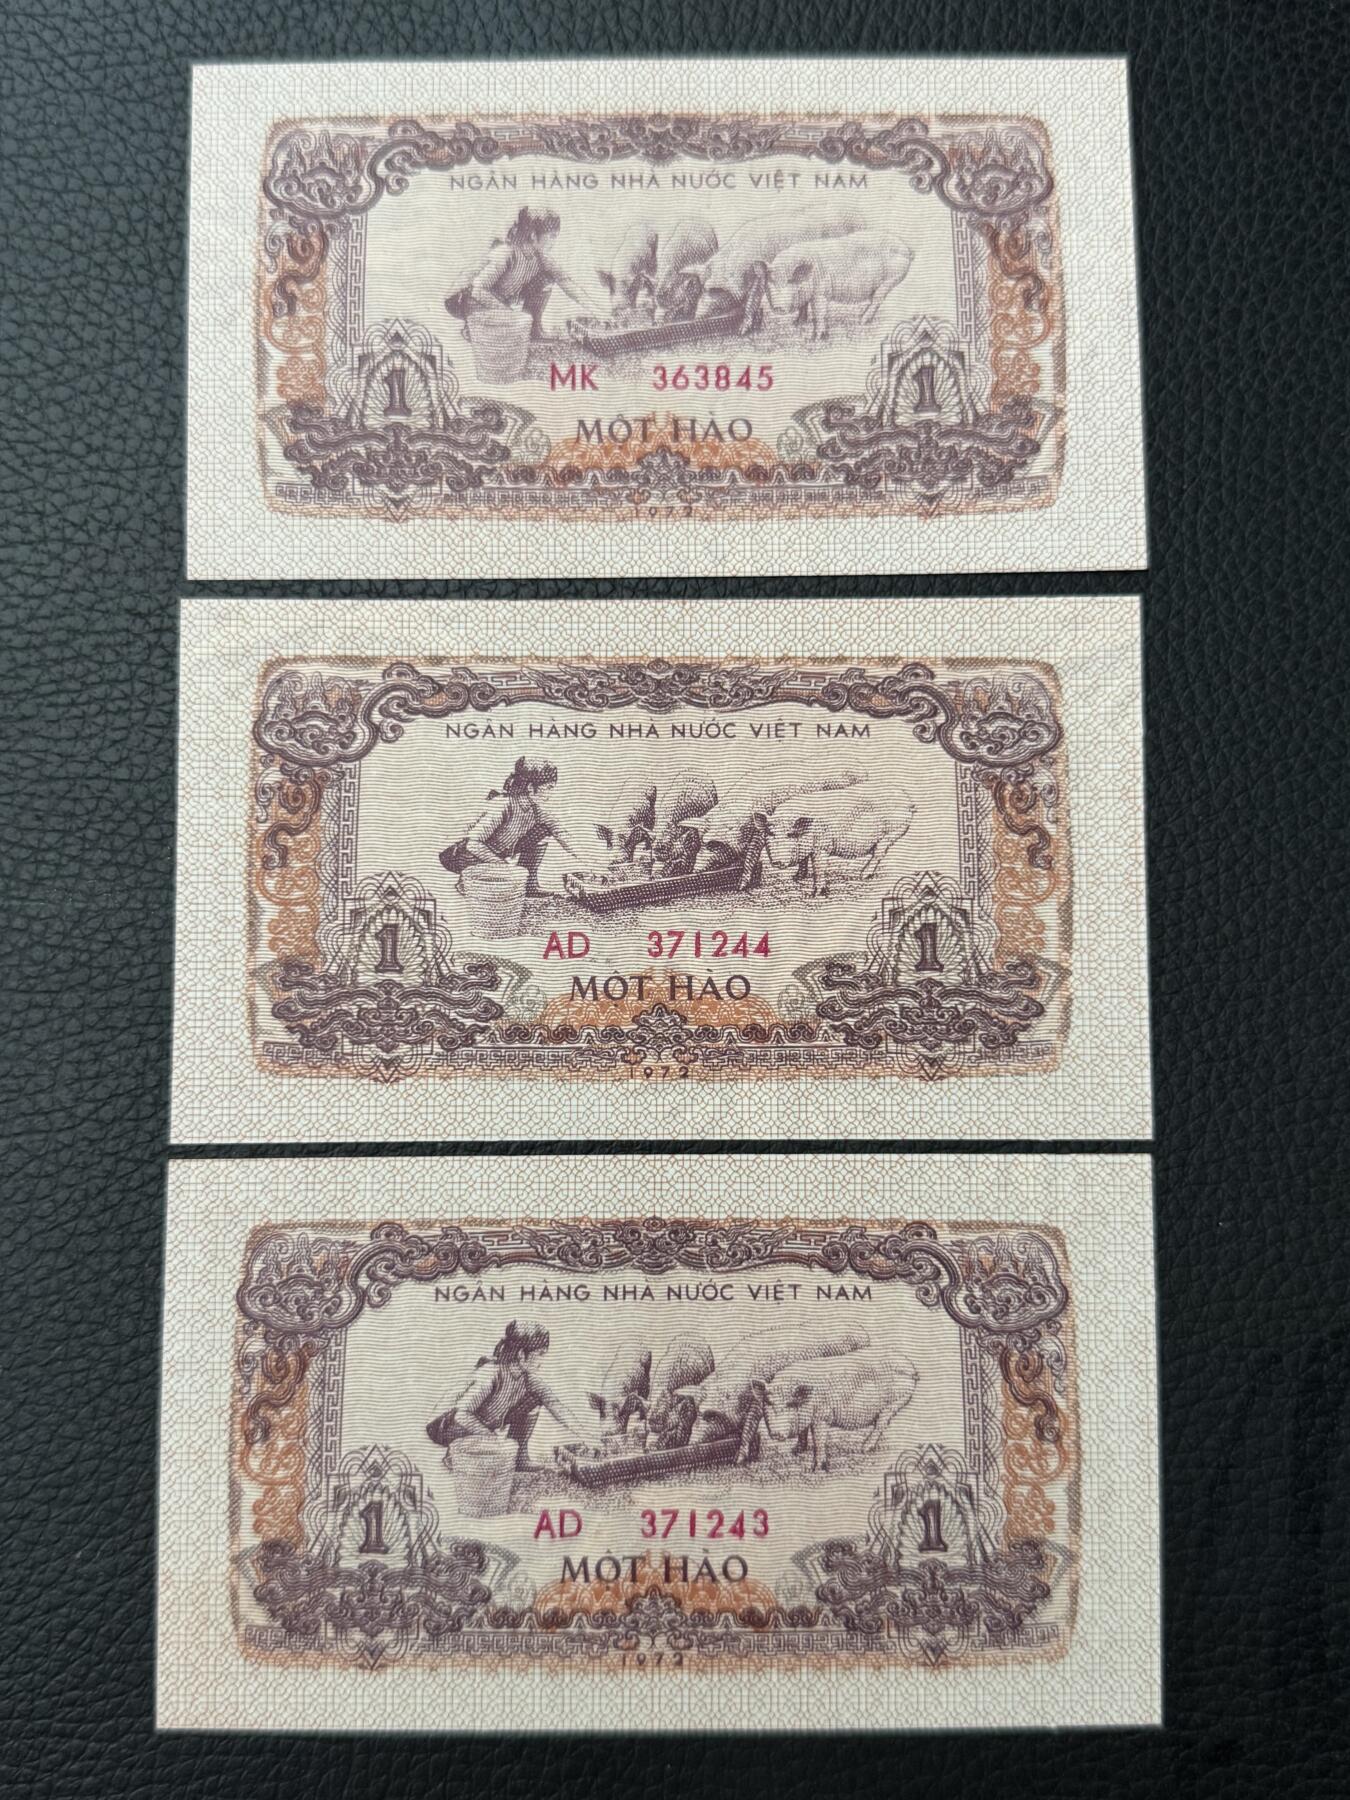 NGÂN HÀNG NHÀ NƯỚC VIỆT NAM
MK 363845
1 1
MỘT HÀO
1972
NGÂN HÀNG NHÀ NƯỚC VIỆT NAM
AD 371244
1 1
MỘT HÀO
1972
NGÂN HÀNG NHÀ NƯỚC VIỆT NAM
AD 371243
1 1
MỘT HÀO
1972